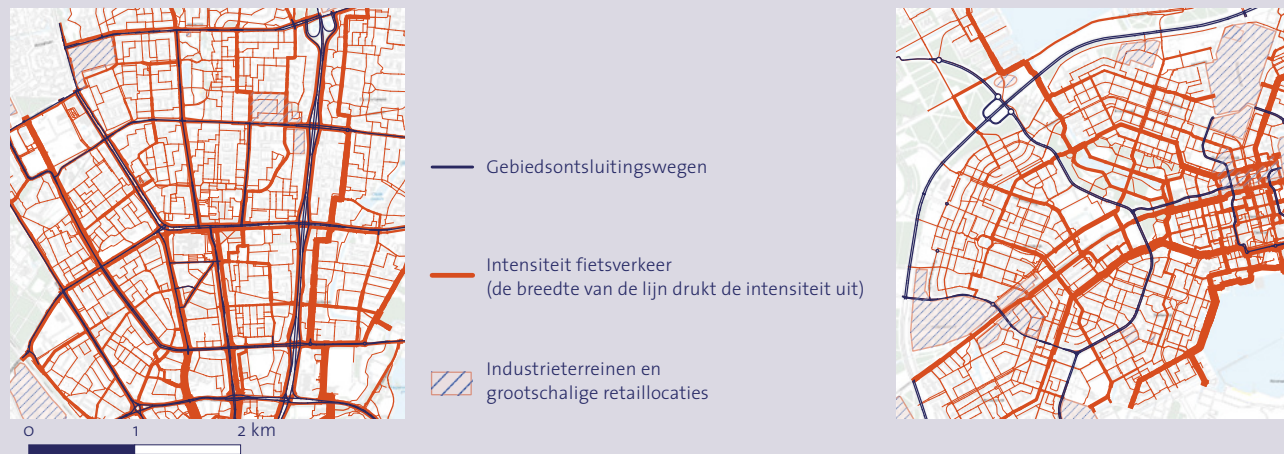 Gebiedsontsluitingswegen
Intensiteit fietsverkeer
(de breedte van de lijn drukt de intensiteit uit)
Industrieterreinen en
grootschalige retaillocaties
0 1 2 km